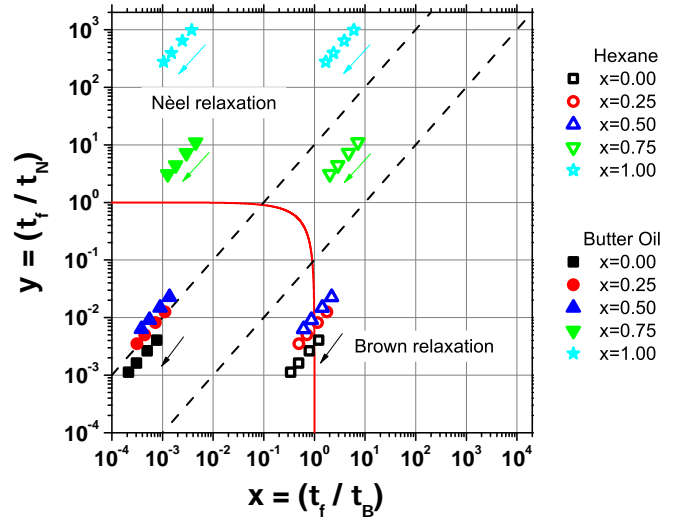 10^3
10^2
10^1
10^0
10^-1
10^-2
10^-3
10^-4
y = (t_f / t_N)
Nèel relaxation
Brown relaxation
10^-4 10^-3 10^-2 10^-1 10^0 10^1 10^2 10^3 10^4
x = (t_f / t_B)
Hexane
x=0.00
x=0.25
x=0.50
x=0.75
x=1.00
Butter Oil
x=0.00
x=0.25
x=0.50
x=0.75
x=1.00